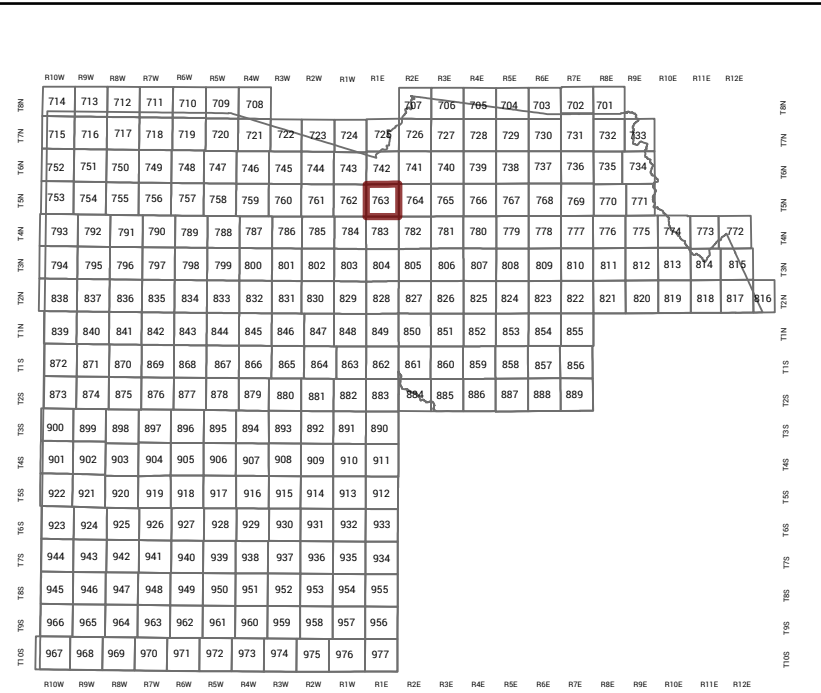 R10W R9W R8W R7W R6W R5W R4W R3W R2W R1W R1E R2E R3E R4E R5E R6E R7E R8E R9E R10E R11E R12E
T8N 714 713 712 711 710 709 708 707 706 705 704 703 702 701 T8N
T7N 715 716 717 718 719 720 721 722 723 724 725 726 727 728 729 730 731 732 733 T7N
T6N 752 751 750 749 748 747 746 745 744 743 742 741 740 739 738 737 736 735 734 T6N
T5N 753 754 755 756 757 758 759 760 761 762 763 764 765 766 767 768 769 770 771 T5N
T4N 793 792 791 790 789 788 787 786 785 784 783 782 781 780 779 778 777 776 775 774 773 772 T4N
T3N 794 795 796 797 798 799 800 801 802 803 804 805 806 807 808 809 810 811 812 813 814 815 T3N
T2N 838 837 836 835 834 833 832 831 830 829 828 827 826 825 824 823 822 821 820 819 818 817 816 T2N
T1N 839 840 841 842 843 844 845 846 847 848 849 850 851 852 853 854 855 T1N
T1S 872 871 870 869 868 867 866 865 864 863 862 861 860 859 858 857 856 T1S
T2S 873 874 875 876 877 878 879 880 881 882 883 884 885 886 887 888 889 T2S
T3S 900 899 898 897 896 895 894 893 892 891 890 T3S
T4S 901 902 903 904 905 906 907 908 909 910 911 T4S
T5S 922 921 920 919 918 917 916 915 914 913 912 T5S
T6S 923 924 925 926 927 928 929 930 931 932 933 T6S
T7S 944 943 942 941 940 939 938 937 936 935 934 T7S
T8S 945 946 947 948 949 950 951 952 953 954 955 T8S
T9S 966 965 964 963 962 961 960 959 958 957 956 T9S
T10S 967 968 969 970 971 972 973 974 975 976 977 T10S
R10W R9W R8W R7W R6W R5W R4W R3W R2W R1W R1E R2E R3E R4E R5E R6E R7E R8E R9E R10E R11E R12E